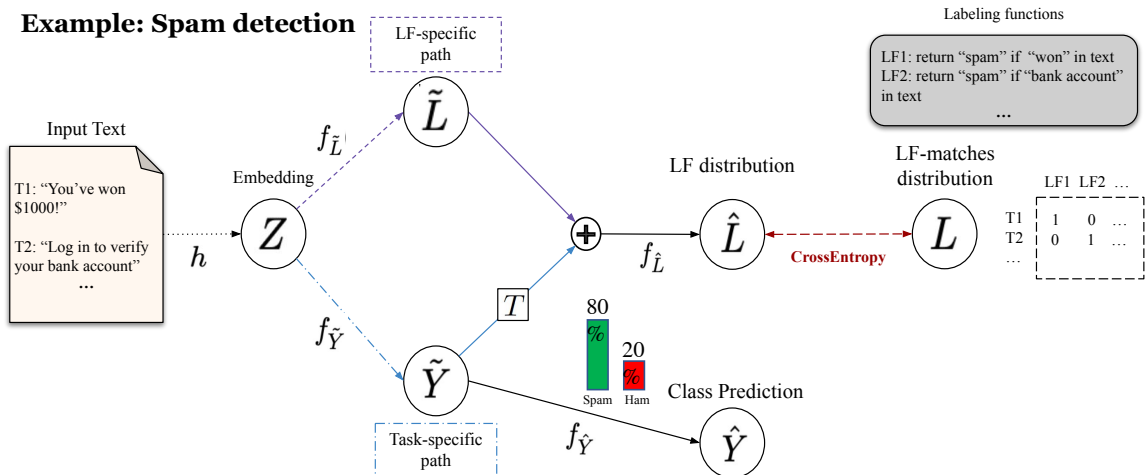 Example: Spam detection
LF-specific
path
Labeling functions
LF1: return “spam” if “won” in text
LF2: return “spam” if “bank account”
in text
...
Input Text
T1: “You’ve won
$1000!”
T2: “Log in to verify
your bank account”
...
h
Embedding
Z
f_L̃
L̃
f_Ỹ
Ỹ
Task-specific
path
T
+
f_L̂
LF distribution
L̂
CrossEntropy
LF-matches
distribution
L
LF1 LF2 ...
T1 1 0 ...
T2 0 1 ...
...
80
%
20
%
Spam Ham
f_Ŷ
Class Prediction
Ŷ